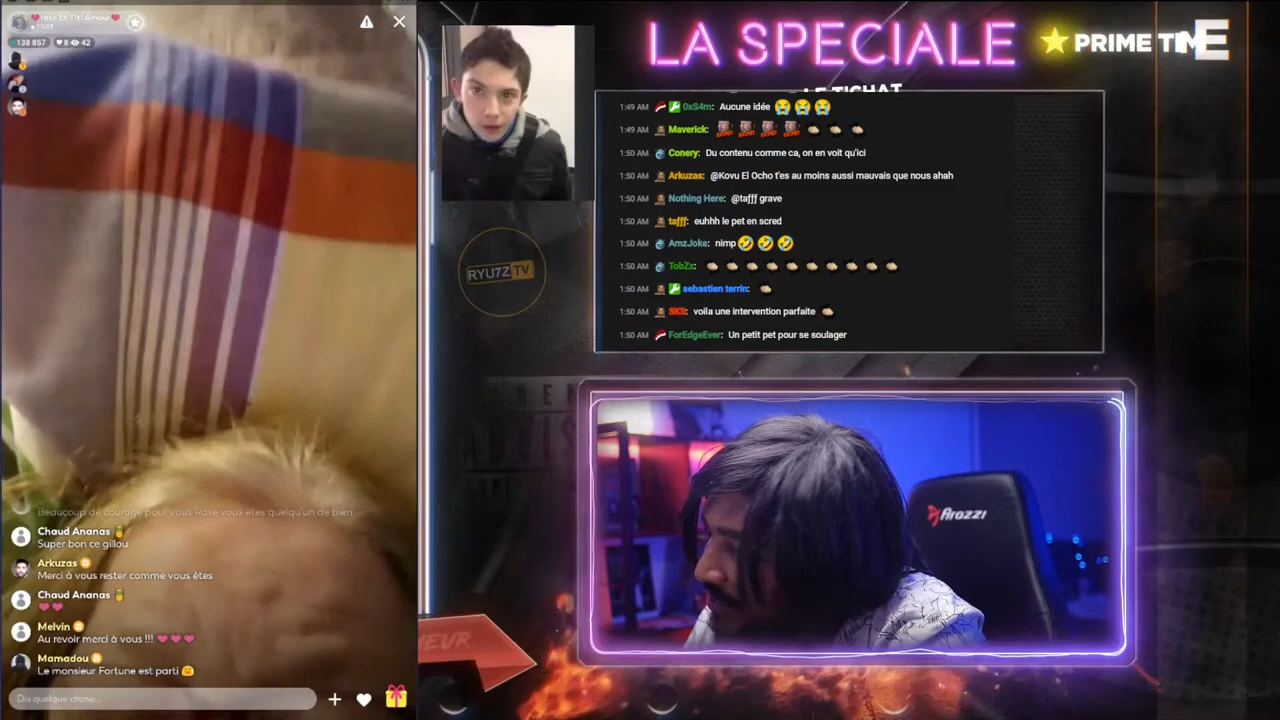 rose Et Titi Amour
138 857
8 42
Beaucoup de courage pour vous Rose vous êtes quelqu'un de bien
Chaud Ananas
Super bon ce gillou
Arkuzas
Merci à vous rester comme vous êtes
Chaud Ananas
Melvin
Au revoir merci à vous !!!
Mamadou
Le monsieur Fortune est parti
Dis quelque chose...
LA SPECIALE
PRIME TIME
1:49 AM 0xS4m: Aucune idée
1:49 AM Maverick:
1:50 AM Conery: Du contenu comme ca, on en voit qu'ici
1:50 AM Arkuzas: @Kovu El Ocho t'es au moins aussi mauvais que nous ahah
1:50 AM Nothing Here: @tafff grave
1:50 AM tafff: euhhh le pet en scred
1:50 AM AmzJoke: nimp
1:50 AM TobZz:
1:50 AM sebastien terrin:
1:50 AM SKS: voila une intervention parfaite
1:50 AM ForEdgeEver: Un petit pet pour se soulager
RYU7Z TV
Arozzi